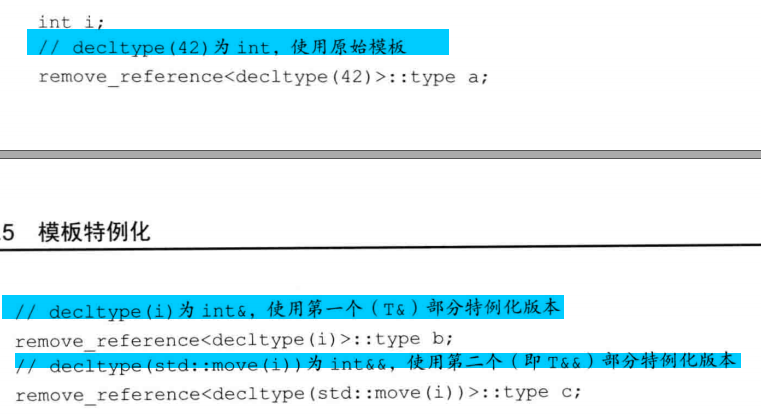 int i;
// decltype(42)为 int，使用原始模板
remove_reference<decltype(42)>::type a;
5 模板特例化
// decltype(i)为 int&，使用第一个（T&）部分特例化版本
remove_reference<decltype(i)>::type b;
// decltype(std::move(i))为 int&&，使用第二个（即 T&&）部分特例化版本
remove_reference<decltype(std::move(i))>::type c;